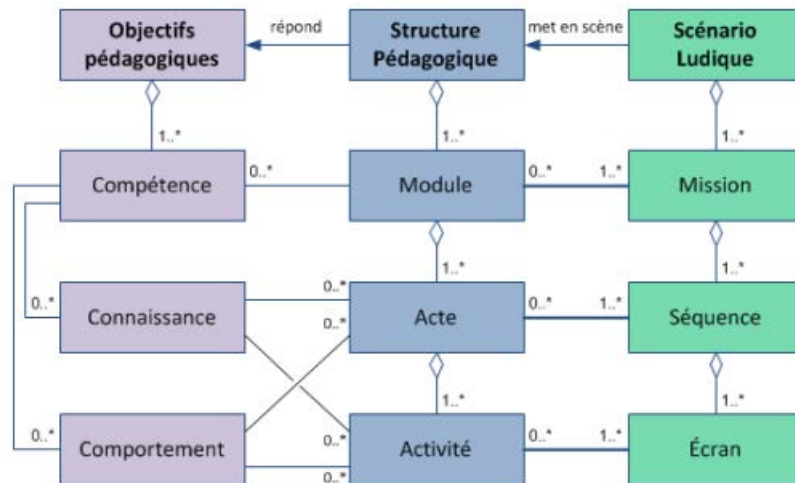 Objectifs
pédagogiques
répond
Structure
Pédagogique
met en scène
Scénario
Ludique
1..*
1..*
1..*
Compétence
0..*
Module
0..*
1..*
Mission
1..*
1..*
0..*
Connaissance
0..*
0..*
Acte
0..*
1..*
Séquence
1..*
1..*
0..*
Comportement
0..*
0..*
Activité
0..*
1..*
Écran